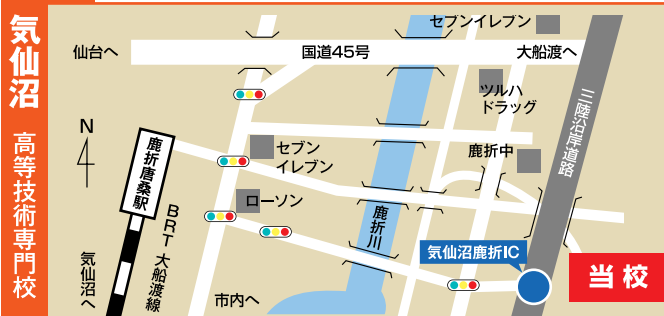 気仙沼
高等技術専門校
セブンイレブン
仙台へ
国道45号
大船渡へ
ツルハ
ドラッグ
三陸沿岸道路
N
鹿折唐桑駅
セブン
イレブン
鹿折中
ローソン
鹿折川
BRT 大船渡線
気仙沼へ
市内へ
気仙沼鹿折IC
当校